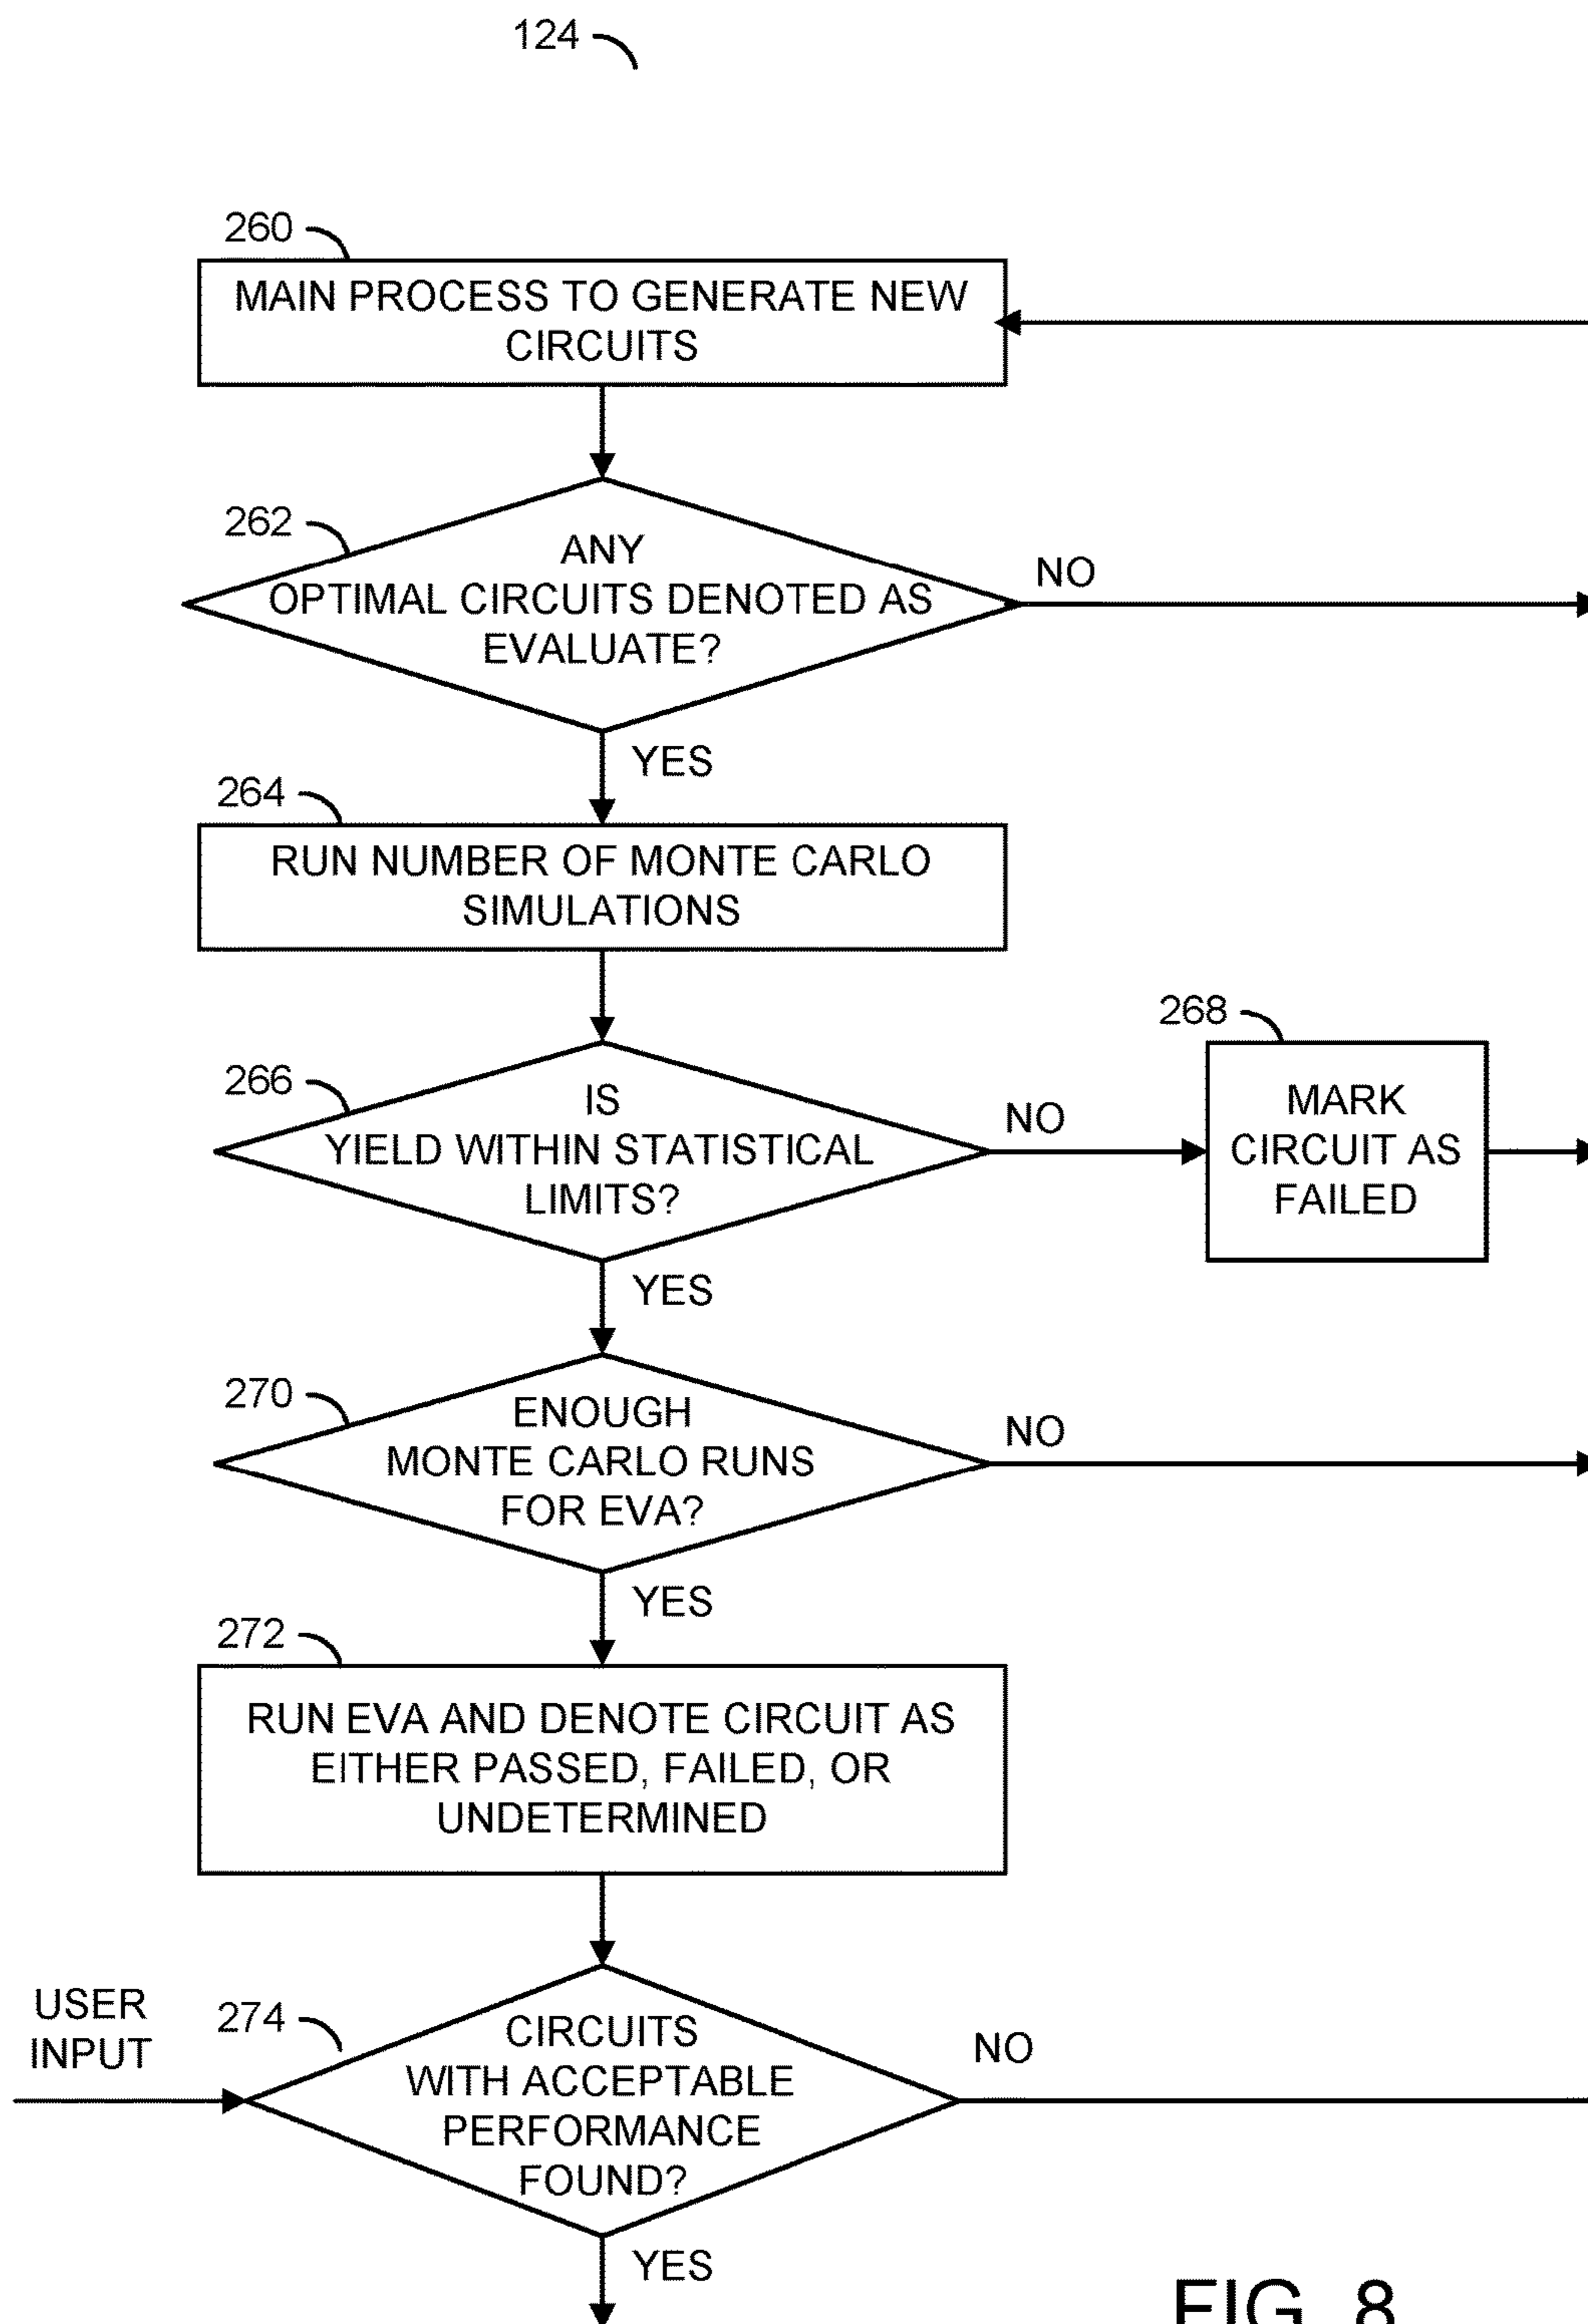 124
260
MAIN PROCESS TO GENERATE NEW
CIRCUITS
262
ANY
OPTIMAL CIRCUITS DENOTED AS
EVALUATE?
NO
YES
264
RUN NUMBER OF MONTE CARLO
SIMULATIONS
266
IS
YIELD WITHIN STATISTICAL
LIMITS?
NO
268
MARK
CIRCUIT AS
FAILED
YES
270
ENOUGH
MONTE CARLO RUNS
FOR EVA?
NO
YES
272
RUN EVA AND DENOTE CIRCUIT AS
EITHER PASSED, FAILED, OR
UNDETERMINED
USER
INPUT
274
CIRCUITS
WITH ACCEPTABLE
PERFORMANCE
FOUND?
NO
YES
FIG. 8